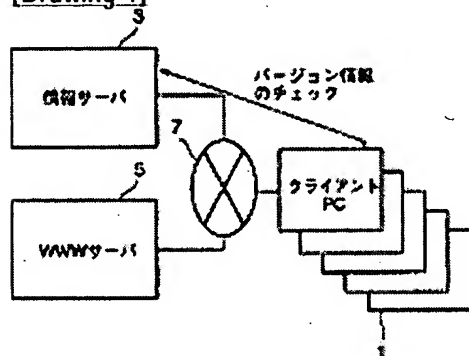 [Drawing 1]
3
情報サーバ
バージョン情報
のチェック
7
クライアント
PC
5
WWWサーバ
1